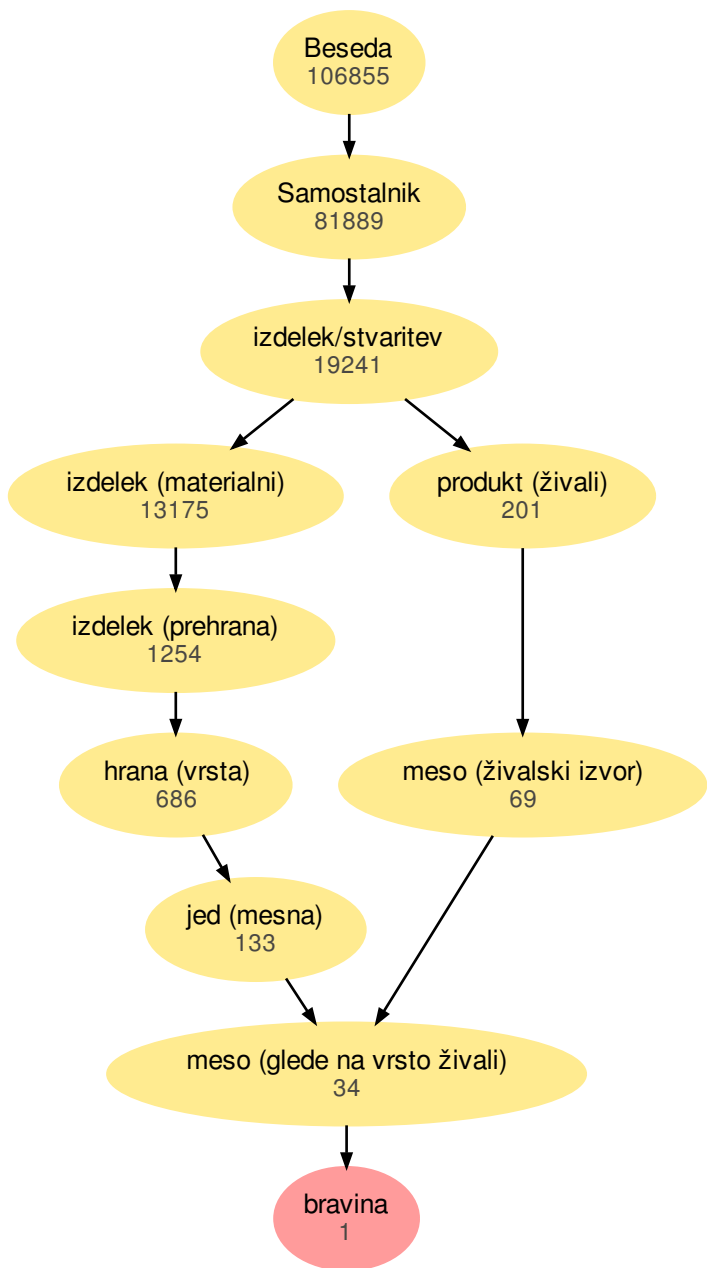 Beseda
106855
Samostalnik
81889
izdelek/stvaritev
19241
izdelek (materialni)
13175
produkt (živali)
201
izdelek (prehrana)
1254
hrana (vrsta)
686
meso (živalski izvor)
69
jed (mesna)
133
meso (glede na vrsto živali)
34
bravina
1